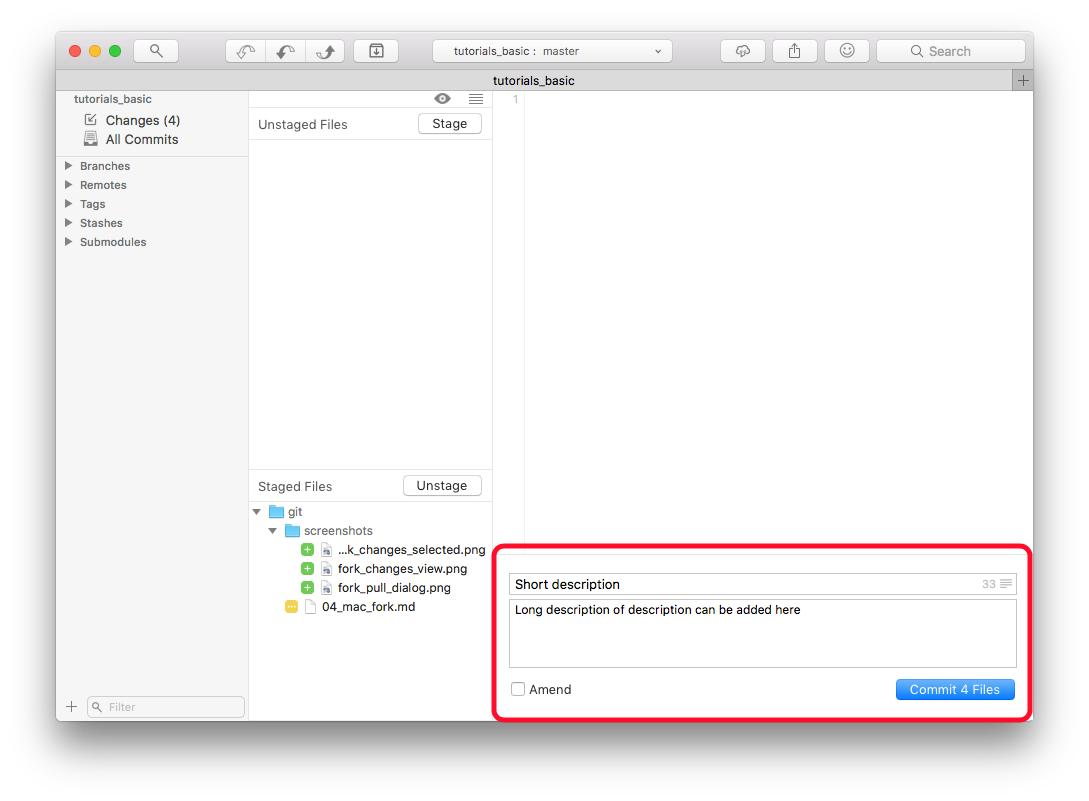 tutorials_basic : master
Search
tutorials_basic
tutorials_basic
Changes (4)
All Commits
Branches
Remotes
Tags
Stashes
Submodules
Filter
Unstaged Files
Stage
1
Staged Files
Unstage
git
screenshots
...k_changes_selected.png
fork_changes_view.png
fork_pull_dialog.png
04_mac_fork.md
Short description
33
Long description of description can be added here
Amend
Commit 4 Files